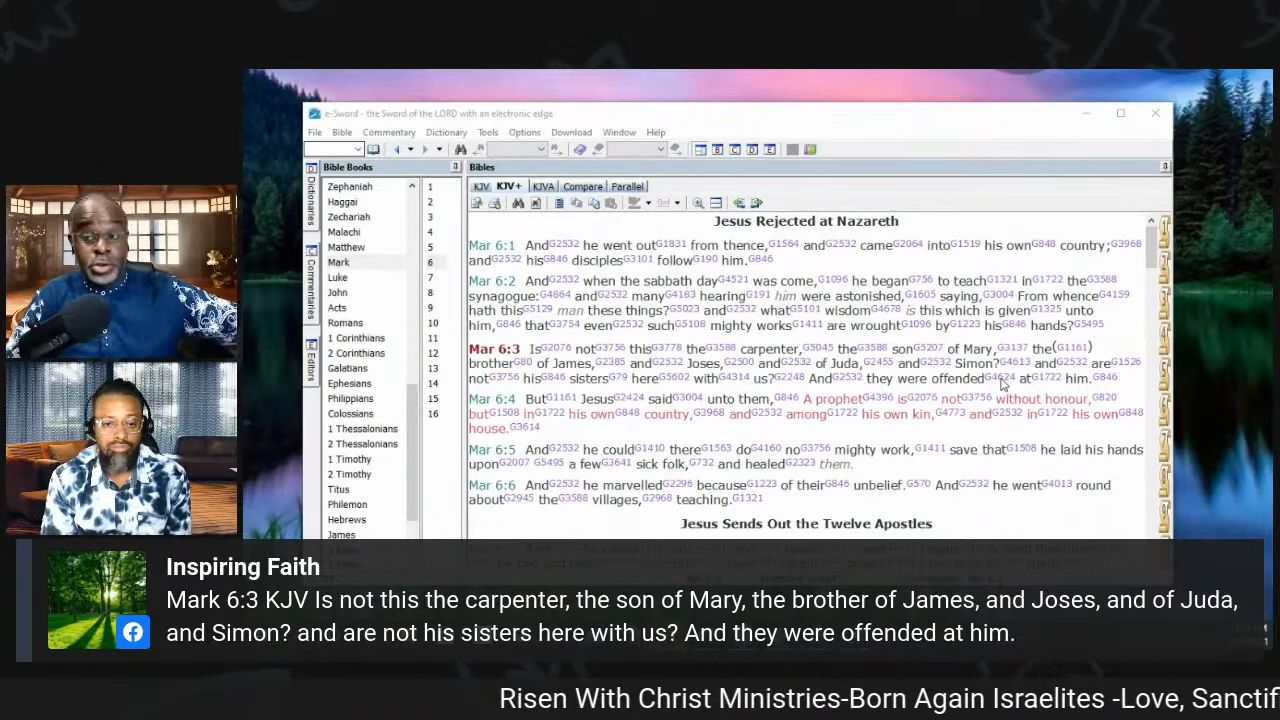 e-Sword - the Sword of the LORD with an electronic edge
File Bible Commentary Dictionary Tools Options Download Window Help
B C D E
Bible Books
Bibles
Dictionaries
Commentaries
Editors
Zephaniah
Haggai
Zechariah
Malachi
Matthew
Mark
Luke
John
Acts
Romans
1 Corinthians
2 Corinthians
Galatians
Ephesians
Philippians
Colossians
1 Thessalonians
2 Thessalonians
1 Timothy
2 Timothy
Titus
Philemon
Hebrews
James
1
2
3
4
5
6
7
8
9
10
11
12
13
14
15
16
KJV KJV+ KJVA Compare Parallel
Jesus Rejected at Nazareth
Mar 6:1 AndG2532 he went outG1831 from thence,G1564 andG2532 cameG2064 intoG1519 his ownG848 country;G3968
andG2532 hisG846 disciplesG3101 followG190 him.G846
Mar 6:2 AndG2532 when the sabbath dayG4521 was come,G1096 he beganG756 to teachG1321 inG1722 theG3588
synagogue:G4864 andG2532 manyG4183 hearingG191 him were astonished,G1605 saying,G3004 From whenceG4159
hath thisG5129 man these things?G5023 andG2532 whatG5101 wisdomG4678 is this which is givenG1325 unto
him,G846 thatG3754 evenG2532 suchG5108 mighty worksG1411 are wroughtG1096 byG1223 hisG846 hands?G5495
Mar 6:3 IsG2076 notG3756 thisG3778 theG3588 carpenter,G5045 theG3588 sonG5207 of Mary,G3137 the(G1161)
brotherG80 of James,G2385 andG2532 Joses,G2500 andG2532 of Juda,G2455 andG2532 Simon?G4613 andG2532 areG1526
notG3756 hisG846 sistersG79 hereG5602 withG4314 us?G2248 AndG2532 they were offendedG4624 atG1722 him.G846
Mar 6:4 ButG1161 JesusG2424 saidG3004 unto them,G846 A prophetG4396 isG2076 notG3756 without honour,G820
butG1508 inG1722 his ownG848 country,G3968 andG2532 amongG1722 his own kin,G4773 andG2532 inG1722 his ownG848
house.G3614
Mar 6:5 AndG2532 he couldG1410 thereG1563 doG4160 noG3756 mighty work,G1411 save thatG1508 he laid his hands
uponG2007 G5495 a fewG3641 sick folk,G732 and healedG2323 them.
Mar 6:6 AndG2532 he marvelledG2296 becauseG1223 of theirG846 unbelief.G570 AndG2532 he wentG4013 round
aboutG2945 theG3588 villages,G2968 teaching.G1321
Jesus Sends Out the Twelve Apostles
Inspiring Faith
Mark 6:3 KJV Is not this the carpenter, the son of Mary, the brother of James, and Joses, and of Juda,
and Simon? and are not his sisters here with us? And they were offended at him.
Risen With Christ Ministries-Born Again Israelites -Love, Sanctif